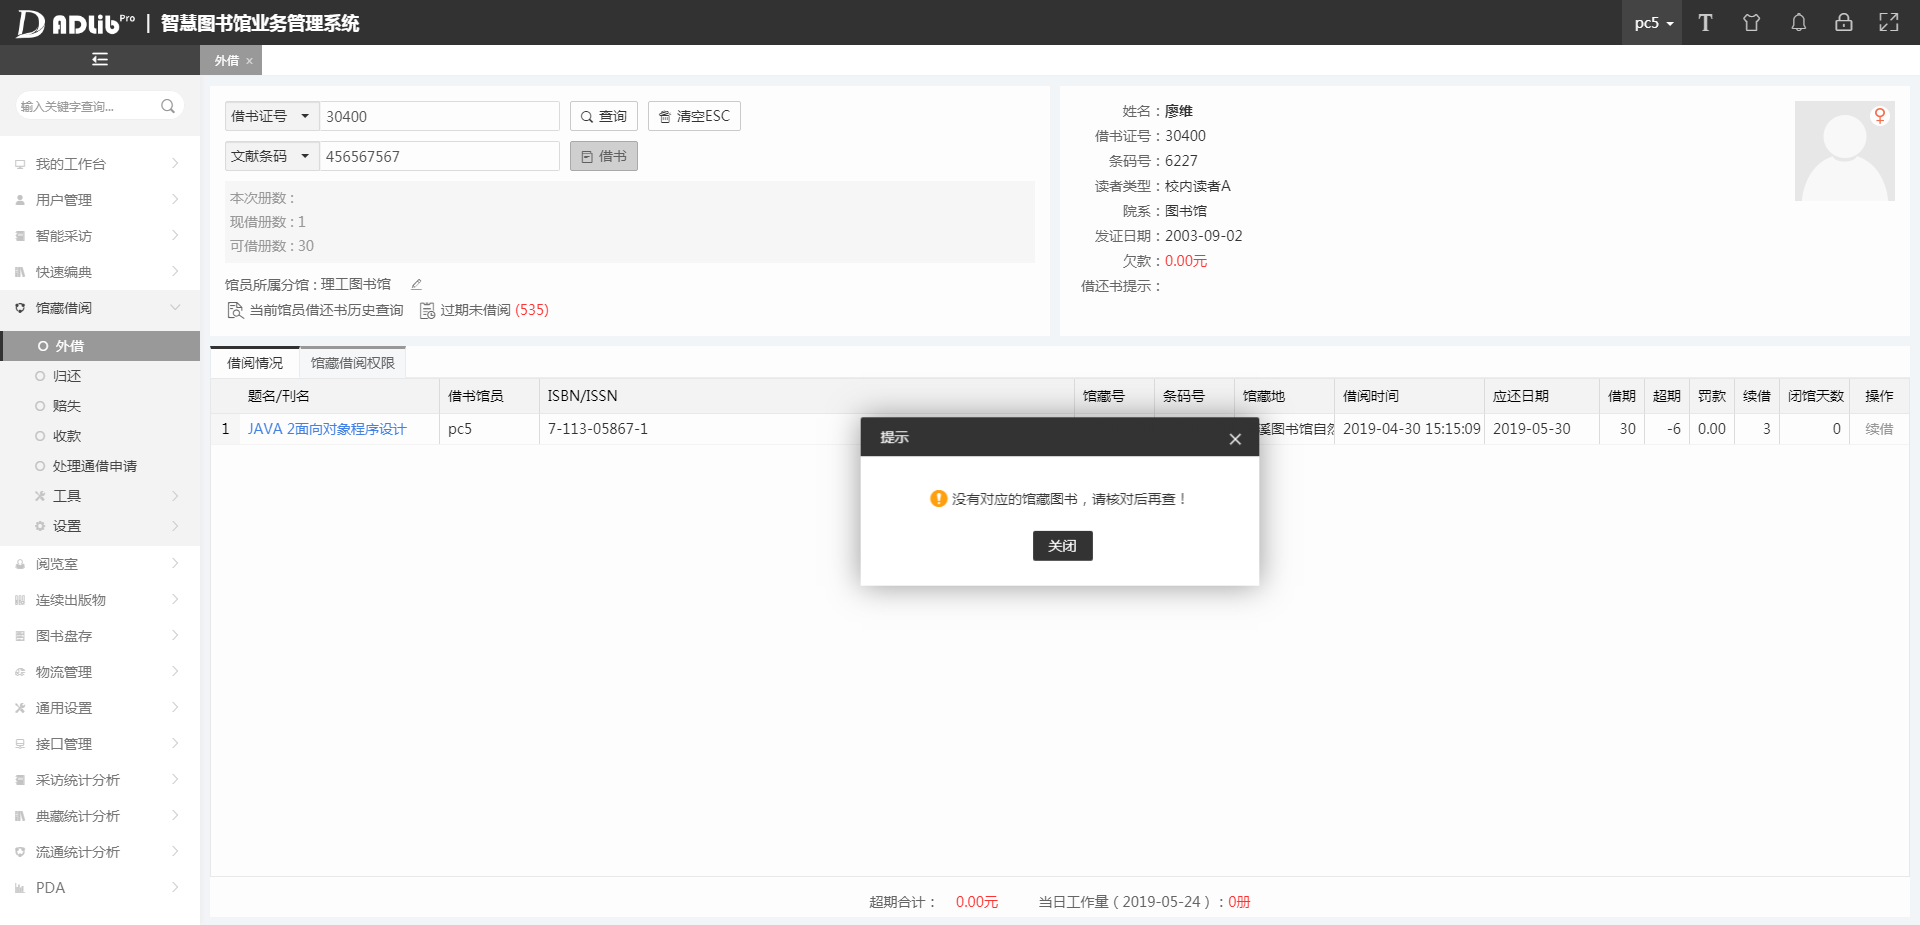 ADLib Pro | 智慧图书馆业务管理系统
pc5
外借 ×
输入关键字查询...
我的工作台
用户管理
智能采访
快速编典
馆藏借阅
外借
归还
赔失
收款
处理通借申请
工具
设置
阅览室
连续出版物
图书盘存
物流管理
通用设置
接口管理
采访统计分析
典藏统计分析
流通统计分析
PDA
借书证号 30400 查询 清空ESC
文献条码 456567567 借书
本次册数 :
现借册数 : 1
可借册数 : 30
馆员所属分馆 : 理工图书馆
当前馆员借还书历史查询 过期未借阅 (535)
姓名：廖维
借书证号：30400
条码号：6227
读者类型：校内读者A
院系：图书馆
发证日期：2003-09-02
欠款：0.00元
借还书提示：
借阅情况 馆藏借阅权限
题名/刊名 借书馆员 ISBN/ISSN 馆藏号 条码号 馆藏地 借阅时间 应还日期 借期 超期 罚款 续借 闭馆天数 操作
1 JAVA 2面向对象程序设计 pc5 7-113-05867-1 溪图书馆自然 2019-04-30 15:15:09 2019-05-30 30 -6 0.00 3 0 续借
提示
没有对应的馆藏图书，请核对后再查！
关闭
超期合计： 0.00元 当日工作量（2019-05-24）：0册